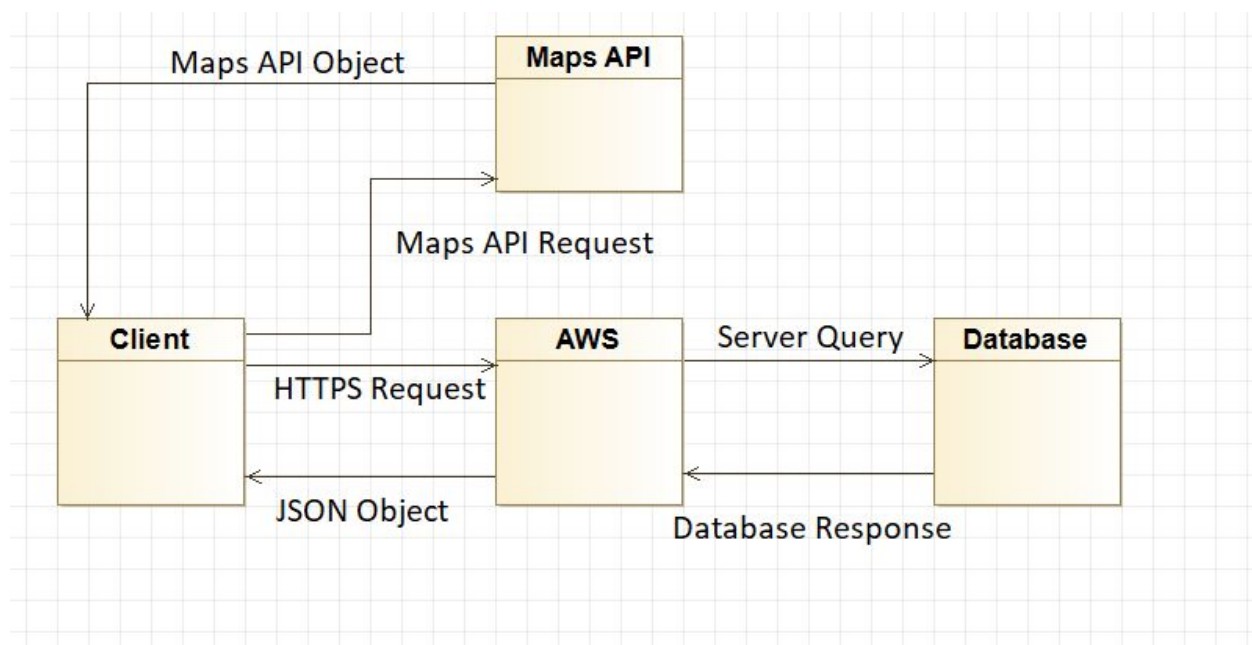 Maps API Object
Maps API
Maps API Request
Client
AWS
Server Query
Database
HTTPS Request
JSON Object
Database Response